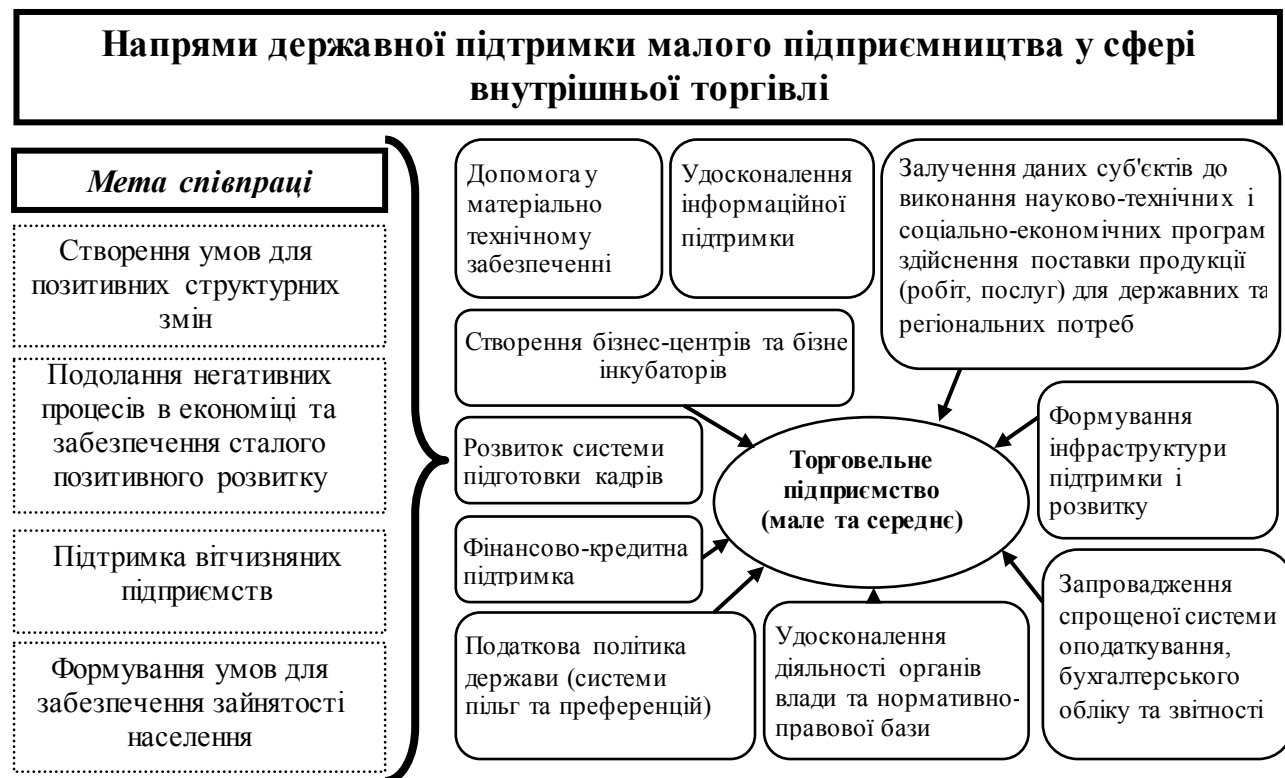 Напрями державної підтримки малого підприємництва у сфері
внутрішньої торгівлі
Мета співпраці
Створення умов для
позитивних структурних
змін
Подолання негативних
процесів в економіці та
забезпечення сталого
позитивного розвитку
Підтримка вітчизняних
підприємств
Формування умов для
забезпечення зайнятості
населення
Допомога у
матеріально
технічному
забезпеченні
Удосконалення
інформаційної
підтримки
Залучення даних суб'єктів до
виконання науково-технічних і
соціально-економічних програм
здійснення поставки продукції
(робіт, послуг) для державних та
регіональних потреб
Створення бізнес-центрів та бізне
інкубаторів
Розвиток системи
підготовки кадрів
Фінансово-кредитна
підтримка
Торговельне
підприємство
(мале та середнє)
Формування
інфраструктури
підтримки і
розвитку
Податкова політика
держави (системи
пільг та преференцій)
Удосконалення
діяльності органів
влади та нормативно-
правової бази
Запровадження
спрощеної системи
оподаткування,
бухгалтерського
обліку та звітності